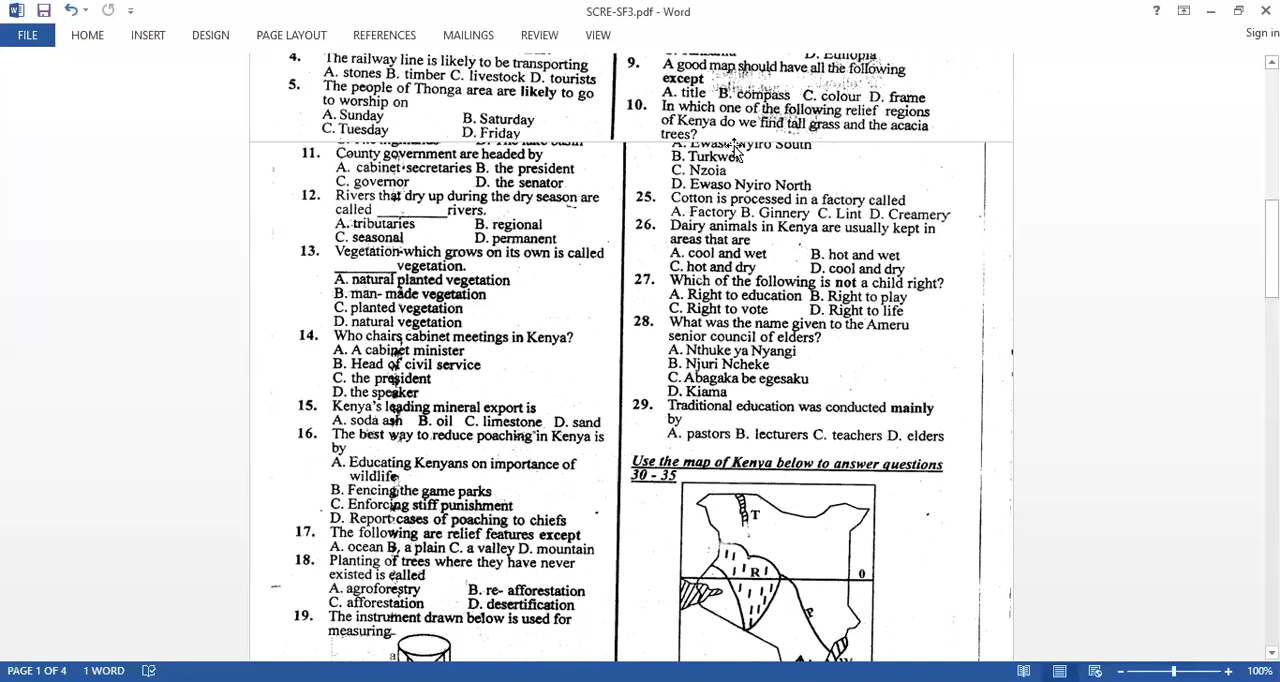 SCRE-SF3.pdf - Word
Sign in
FILE HOME INSERT DESIGN PAGE LAYOUT REFERENCES MAILINGS REVIEW VIEW
4. The railway line is likely to be transporting
A. stones B. timber C. livestock D. tourists
5. The people of Thonga area are likely to go
to worship on
A. Sunday B. Saturday
C. Tuesday D. Friday
D. Ethiopia
9. A good map should have all the following
except
A. title B. compass C. colour D. frame
10. In which one of the following relief regions
of Kenya do we find tall grass and the acacia
trees?
11. County government are headed by
A. cabinet secretaries B. the president
C. governor D. the senator
12. Rivers that dry up during the dry season are
called __________rivers.
A. tributaries B. regional
C. seasonal D. permanent
13. Vegetation which grows on its own is called
_________vegetation.
A. natural planted vegetation
B. man- made vegetation
C. planted vegetation
D. natural vegetation
14. Who chairs cabinet meetings in Kenya?
A. A cabinet minister
B. Head of civil service
C. the president
D. the speaker
15. Kenya's leading mineral export is
A. soda ash B. oil C. limestone D. sand
16. The best way to reduce poaching in Kenya is
by
A. Educating Kenyans on importance of
wildlife
B. Fencing the game parks
C. Enforcing stiff punishment
D. Report cases of poaching to chiefs
17. The following are relief features except
A. ocean B. a plain C. a valley D. mountain
18. Planting of trees where they have never
existed is called
A. agroforestry B. re- afforestation
C. afforestation D. desertification
19. The instrument drawn below is used for
measuring
a
A. Ewaso Nyiro South
B. Turkwel
C. Nzoia
D. Ewaso Nyiro North
25. Cotton is processed in a factory called
A. Factory B. Ginnery C. Lint D. Creamery
26. Dairy animals in Kenya are usually kept in
areas that are
A. cool and wet B. hot and wet
C. hot and dry D. cool and dry
27. Which of the following is not a child right?
A. Right to education B. Right to play
C. Right to vote D. Right to life
28. What was the name given to the Ameru
senior council of elders?
A. Nthuke ya Nyangi
B. Njuri Ncheke
C. Abagaka be egesaku
D. Kiama
29. Traditional education was conducted mainly
by
A. pastors B. lecturers C. teachers D. elders
Use the map of Kenya below to answer questions
30 - 35
T
R
0
P
PAGE 1 OF 4 1 WORD
100%